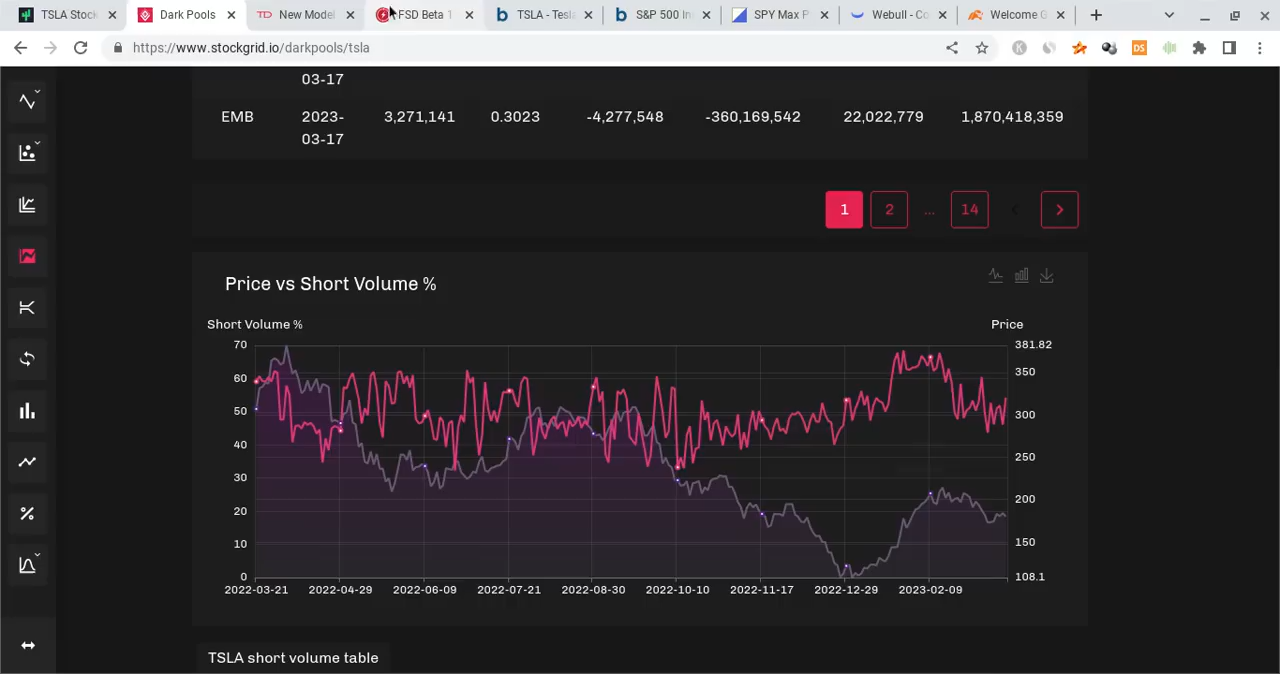 TSLA Stock
Dark Pools
New Model
FSD Beta 1
TSLA - Tesla
S&P 500 In
SPY Max P
Webull - Co
Welcome G
https://www.stockgrid.io/darkpools/tsla
03-17
EMB 2023- 3,271,141 0.3023 -4,277,548 -360,169,542 22,022,779 1,870,418,359
03-17
1 2 ... 14
Price vs Short Volume %
Short Volume % Price
70 381.82
60 350
50 300
40 250
30 200
20 150
10
0 108.1
2022-03-21 2022-04-29 2022-06-09 2022-07-21 2022-08-30 2022-10-10 2022-11-17 2022-12-29 2023-02-09
TSLA short volume table